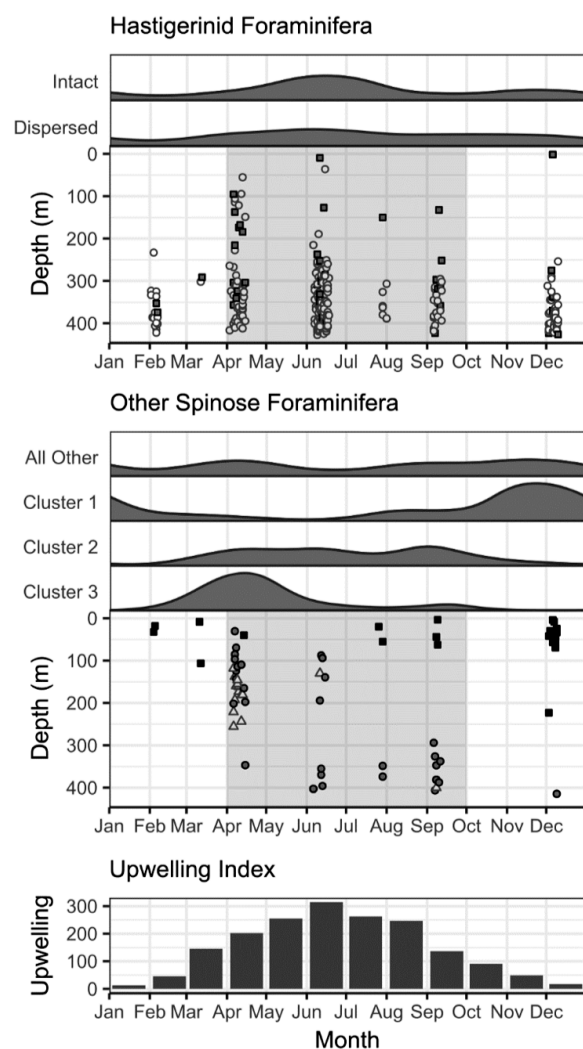 Hastigerinid Foraminifera
Intact
Dispersed
0
100
200
300
400
Depth (m)
Jan Feb Mar Apr May Jun Jul Aug Sep Oct Nov Dec
Other Spinose Foraminifera
All Other
Cluster 1
Cluster 2
Cluster 3
0
100
200
300
400
Depth (m)
Jan Feb Mar Apr May Jun Jul Aug Sep Oct Nov Dec
Upwelling Index
300
200
100
0
Upwelling
Jan Feb Mar Apr May Jun Jul Aug Sep Oct Nov Dec
Month